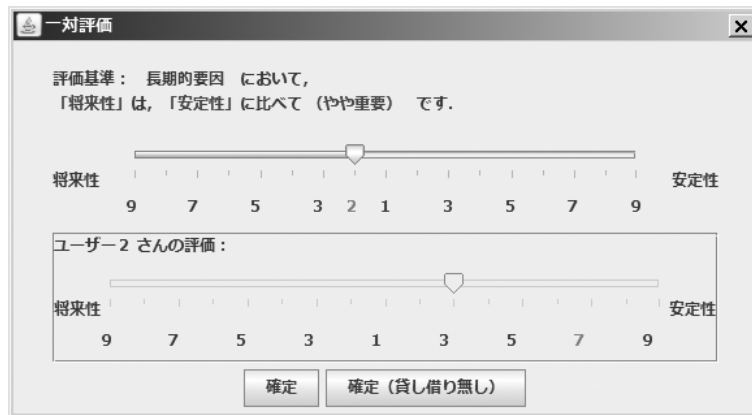 一対評価
評価基準： 長期的要因 において，
「将来性」は，「安定性」に比べて （やや重要） です．
将来性 安定性
9 7 5 3 2 1 3 5 7 9
ユーザー2 さんの評価：
将来性 安定性
9 7 5 3 1 3 5 7 9
確定 確定（貸し借り無し）